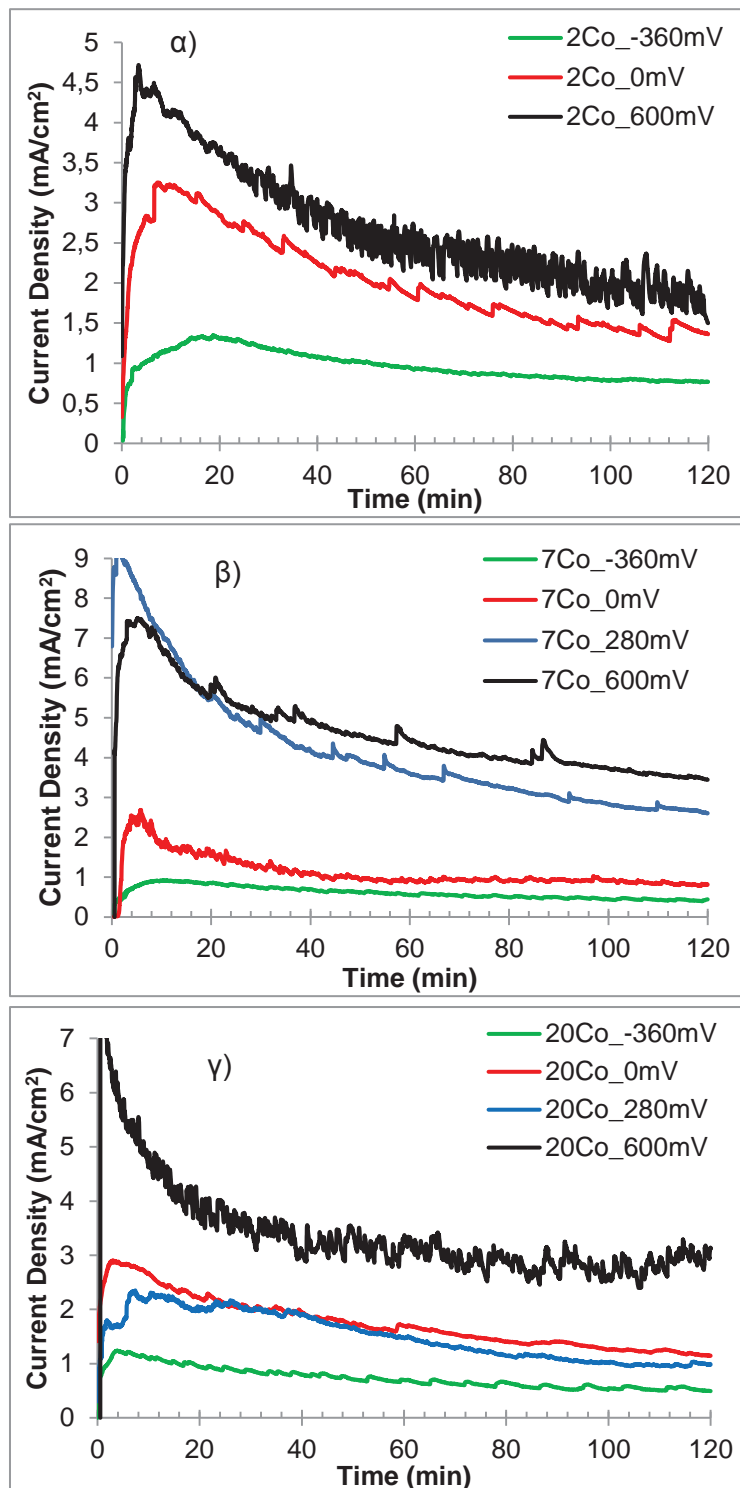 α)
2Co_-360mV
2Co_0mV
2Co_600mV
5
4,5
4
3,5
3
2,5
2
1,5
1
0,5
0
Current Density (mA/cm²)
0 20 40 60 80 100 120
Time (min)
β)
7Co_-360mV
7Co_0mV
7Co_280mV
7Co_600mV
9
8
7
6
5
4
3
2
1
0
Current Density (mA/cm²)
0 20 40 60 80 100 120
Time (min)
γ)
20Co_-360mV
20Co_0mV
20Co_280mV
20Co_600mV
7
6
5
4
3
2
1
0
Current Density (mA/cm²)
0 20 40 60 80 100 120
Time (min)